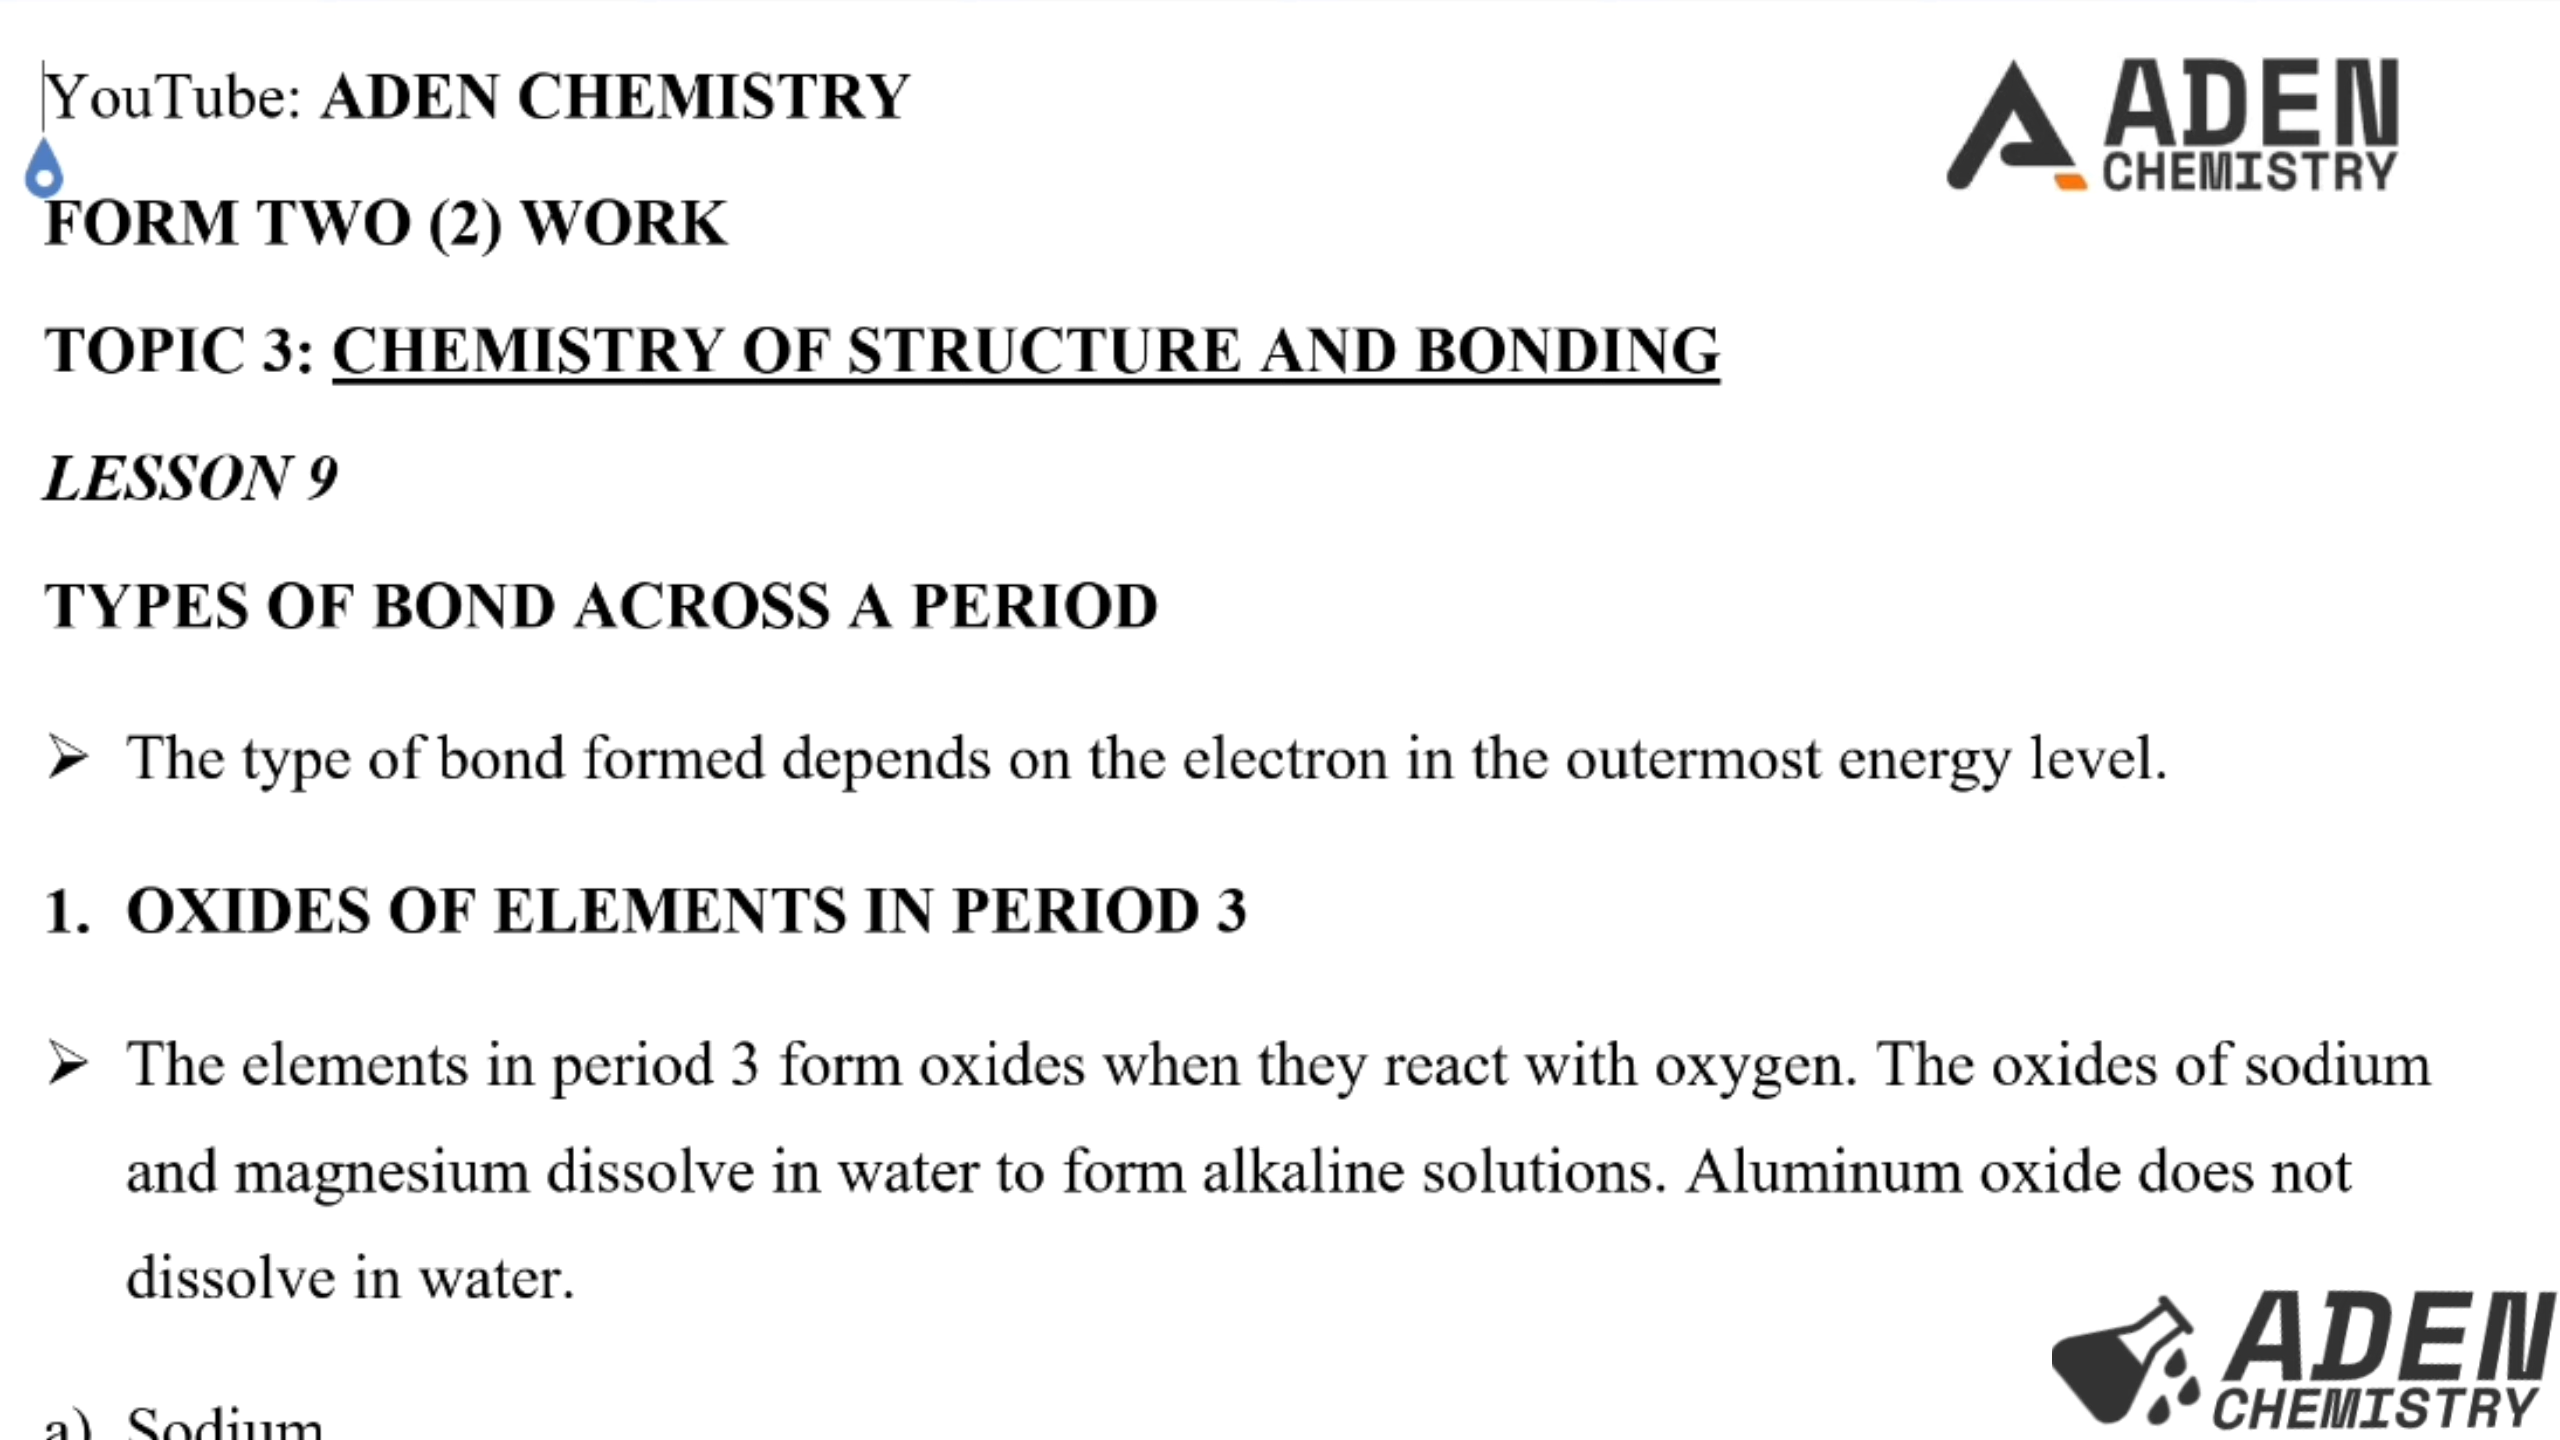 YouTube: ADEN CHEMISTRY
ADEN
CHEMISTRY
FORM TWO (2) WORK
TOPIC 3: CHEMISTRY OF STRUCTURE AND BONDING
LESSON 9
TYPES OF BOND ACROSS A PERIOD
➢ The type of bond formed depends on the electron in the outermost energy level.
1. OXIDES OF ELEMENTS IN PERIOD 3
➢ The elements in period 3 form oxides when they react with oxygen. The oxides of sodium
and magnesium dissolve in water to form alkaline solutions. Aluminum oxide does not
dissolve in water.
a) Sodium
ADEN
CHEMISTRY